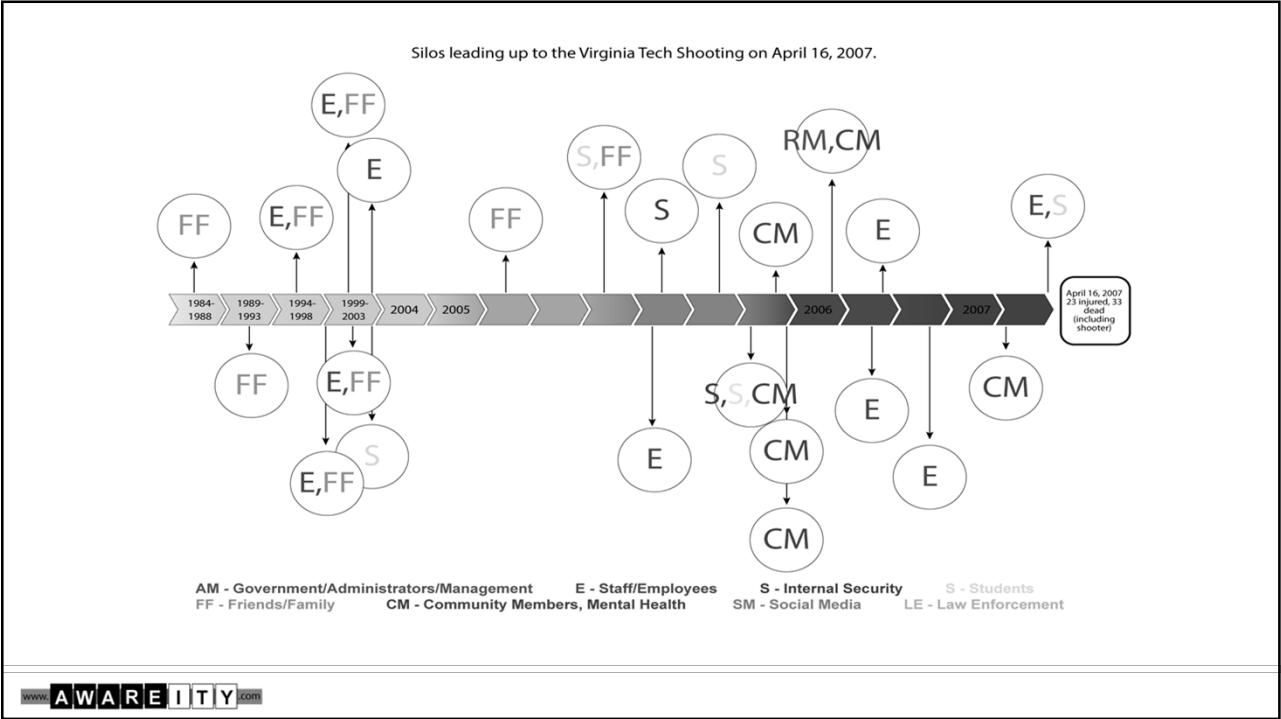 Silos leading up to the Virginia Tech Shooting on April 16, 2007.
E,FF
E
RM,CM
S,FF
S
S
FF
E,FF
FF
CM
E
E,S
1984-
1988
1989-
1993
1994-
1998
1999-
2003
2004
2005
2006
2007
April 16, 2007
23 injured, 33
dead
(including
shooter)
FF
E,FF
S,S,CM
E
CM
S
E,FF
E
CM
E
CM
AM - Government/Administrators/Management E - Staff/Employees S - Internal Security S - Students
FF - Friends/Family CM - Community Members, Mental Health SM - Social Media LE - Law Enforcement
www.AWAREITY.com